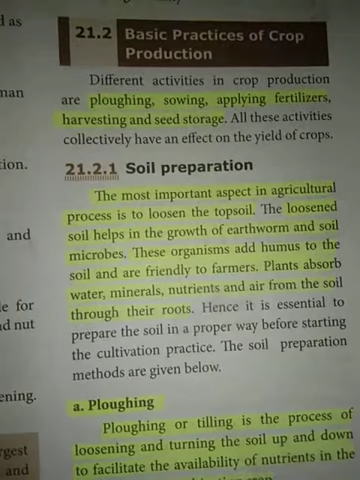 d as
man
tion.
and
le for
nd nut
ening.
rgest
and
21.2 Basic Practices of Crop
Production
Different activities in crop production
are ploughing, sowing, applying fertilizers,
harvesting and seed storage. All these activities
collectively have an effect on the yield of crops.
21.2.1 Soil preparation
The most important aspect in agricultural
process is to loosen the topsoil. The loosened
soil helps in the growth of earthworm and soil
microbes. These organisms add humus to the
soil and are friendly to farmers. Plants absorb
water, minerals, nutrients and air from the soil
through their roots. Hence it is essential to
prepare the soil in a proper way before starting
the cultivation practice. The soil preparation
methods are given below.
a. Ploughing
Ploughing or tilling is the process of
loosening and turning the soil up and down
to facilitate the availability of nutrients in the